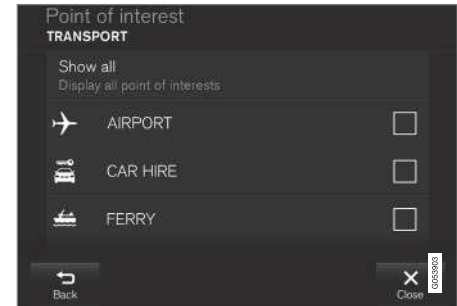 Point of interest
TRANSPORT
Show all
Display all point of interests
AIRPORT
CAR HIRE
FERRY
Back
Close
G053903